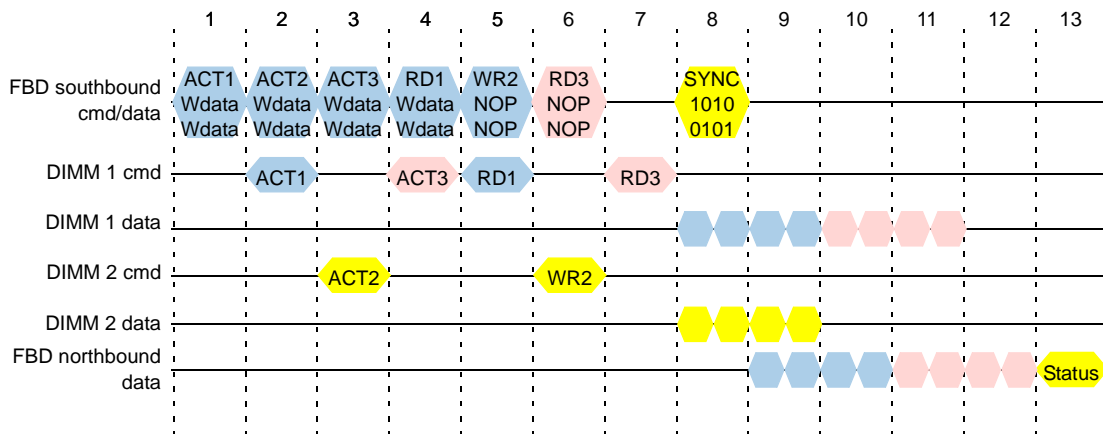 1 2 3 4 5 6 7 8 9 10 11 12 13
FBD southbound
cmd/data
ACT1 ACT2 ACT3 RD1 WR2 RD3 SYNC
Wdata Wdata Wdata Wdata NOP NOP 1010
Wdata Wdata Wdata Wdata NOP NOP 0101
DIMM 1 cmd ACT1 ACT3 RD1 RD3
DIMM 1 data
DIMM 2 cmd ACT2 WR2
DIMM 2 data
FBD northbound
data
Status